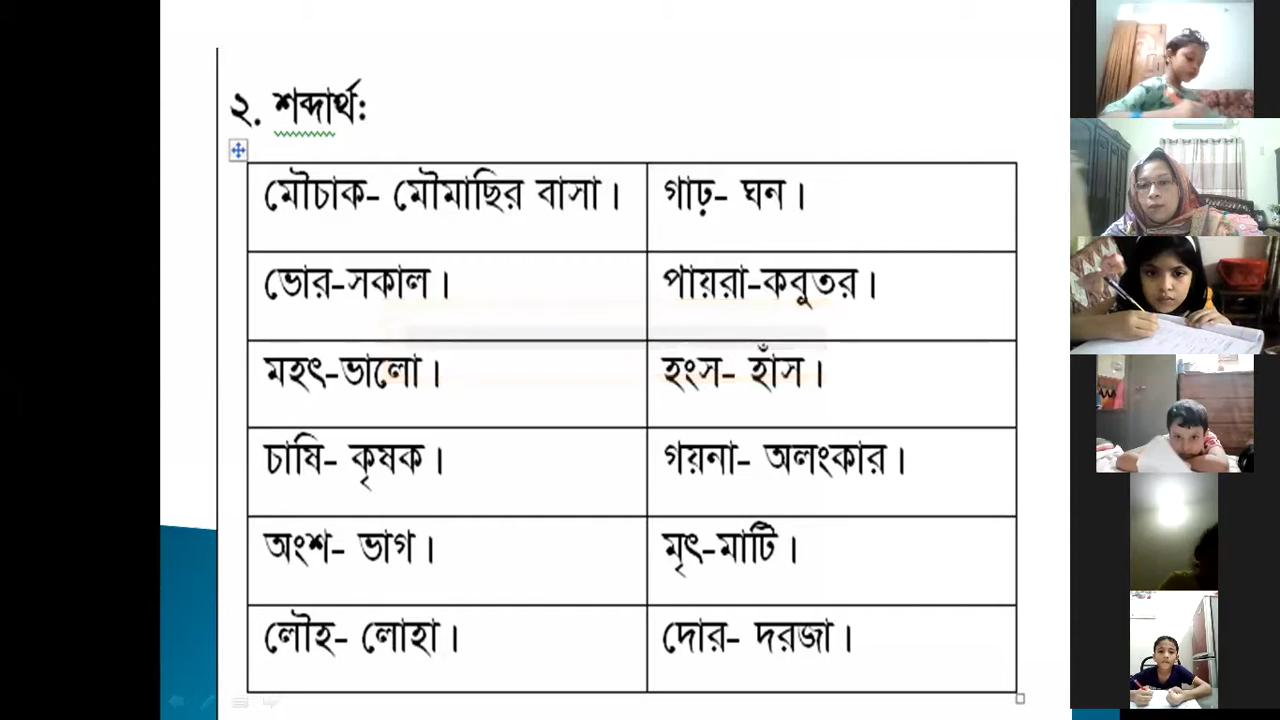 ২. শব্দার্থ:
মৌচাক- মৌমাছির বাসা। গাঢ়- ঘন।
ভোর-সকাল। পায়রা-কবুতর।
মহৎ-ভালো। হংস- হাঁস।
চাষি- কৃষক। গয়না- অলংকার।
অংশ- ভাগ। মৃৎ-মাটি।
লৌহ- লোহা। দোর- দরজা।